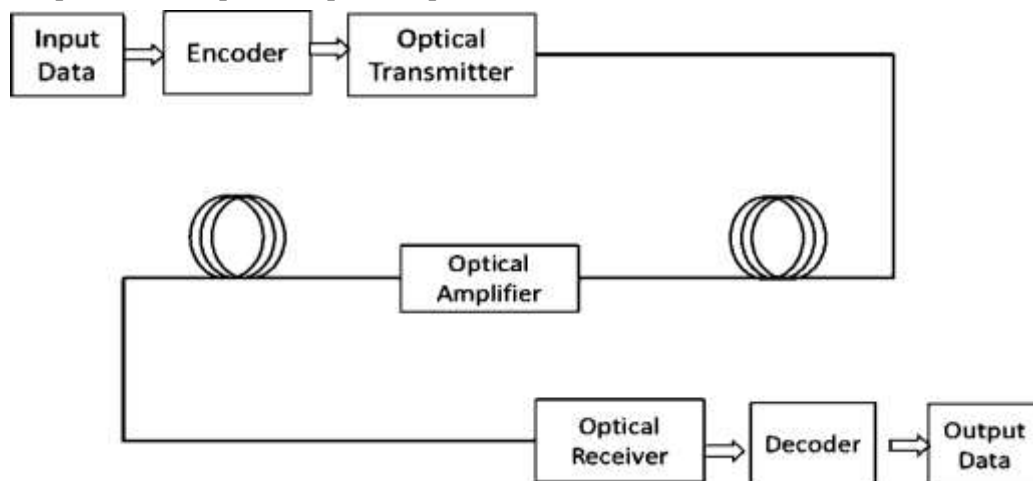 Input
Data
Encoder
Optical
Transmitter
Optical
Amplifier
Optical
Receiver
Decoder
Output
Data